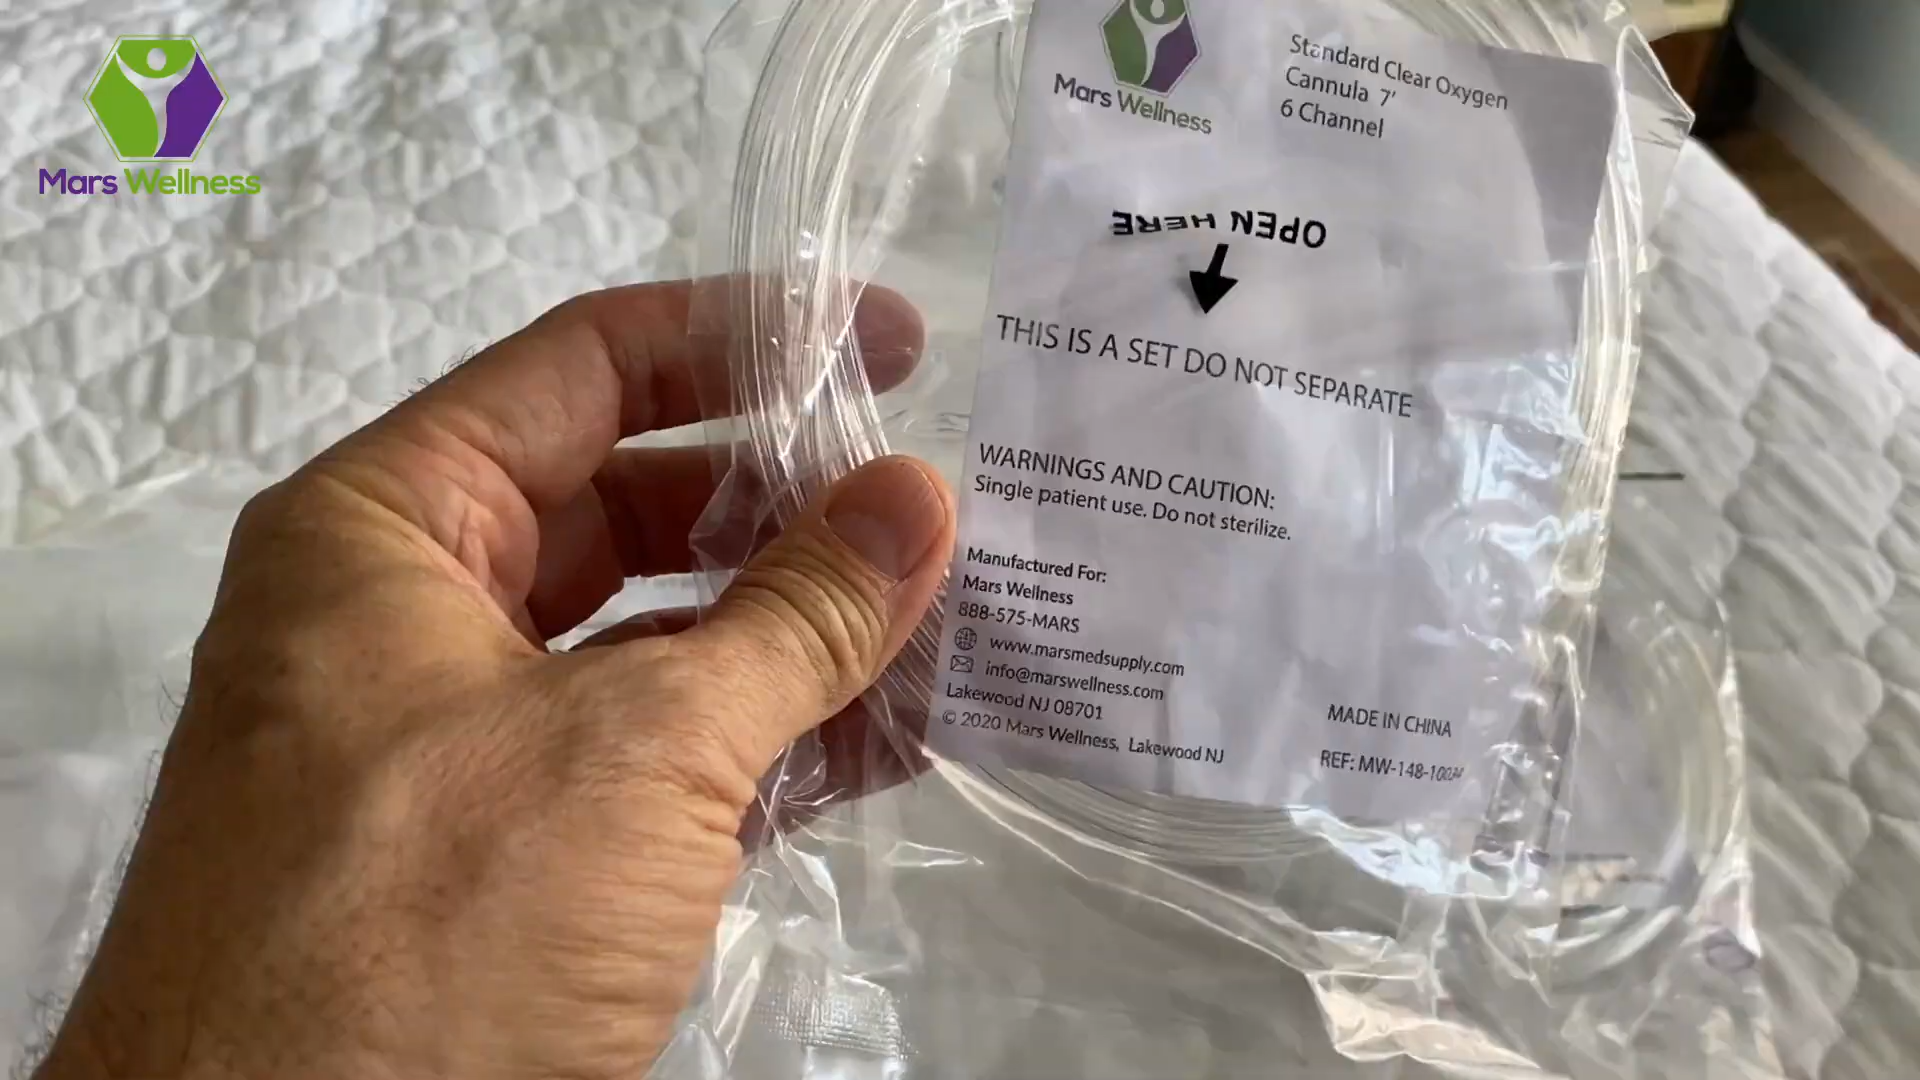 Mars Wellness
Mars Wellness
Standard Clear Oxygen
Cannula 7'
6 Channel
OPEN HERE
THIS IS A SET DO NOT SEPARATE
WARNINGS AND CAUTION:
Single patient use. Do not sterilize.
Manufactured For:
Mars Wellness
888-575-MARS
www.marsmedsupply.com
info@marswellness.com
Lakewood NJ 08701
© 2020 Mars Wellness, Lakewood NJ
MADE IN CHINA
REF: